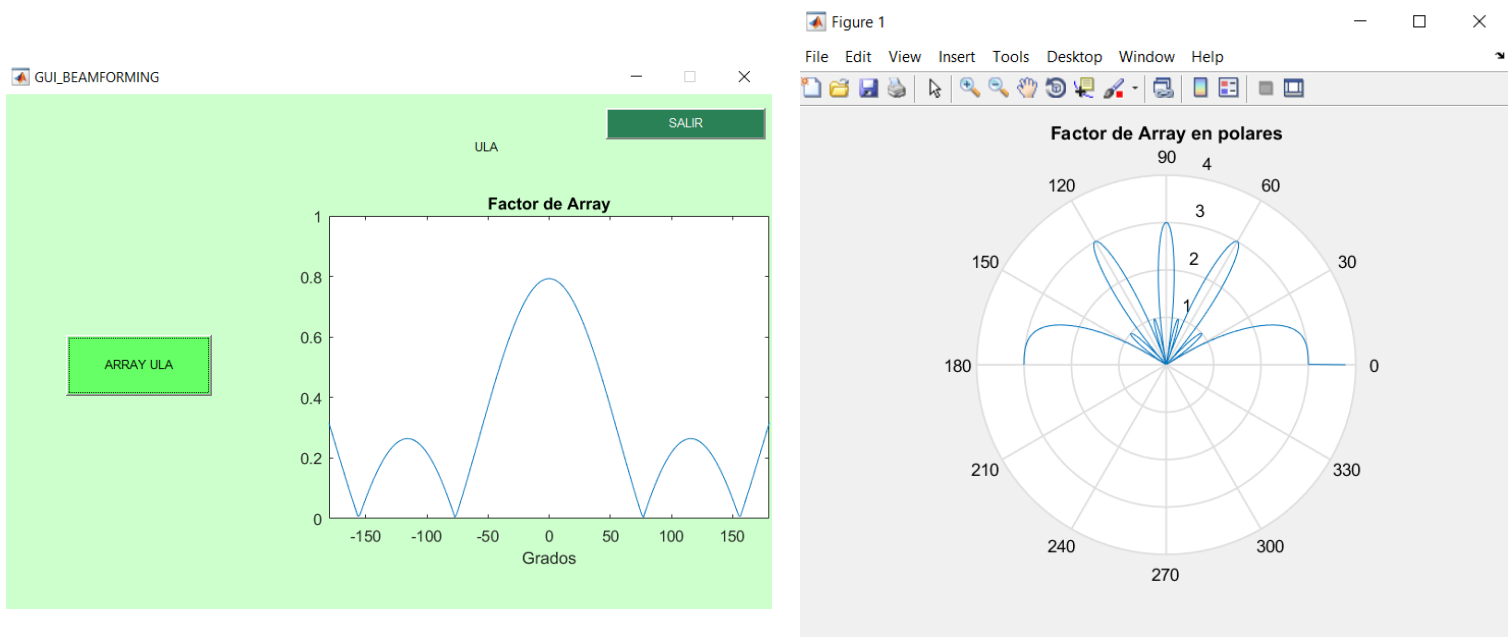 GUI_BEAMFORMING
SALIR
ULA
ARRAY ULA
Factor de Array
1
0.8
0.6
0.4
0.2
0
-150 -100 -50 0 50 100 150
Grados
Figure 1
File Edit View Insert Tools Desktop Window Help
Factor de Array en polares
90 4
120 60
3
150 2 30
1
180 0
210 330
240 300
270